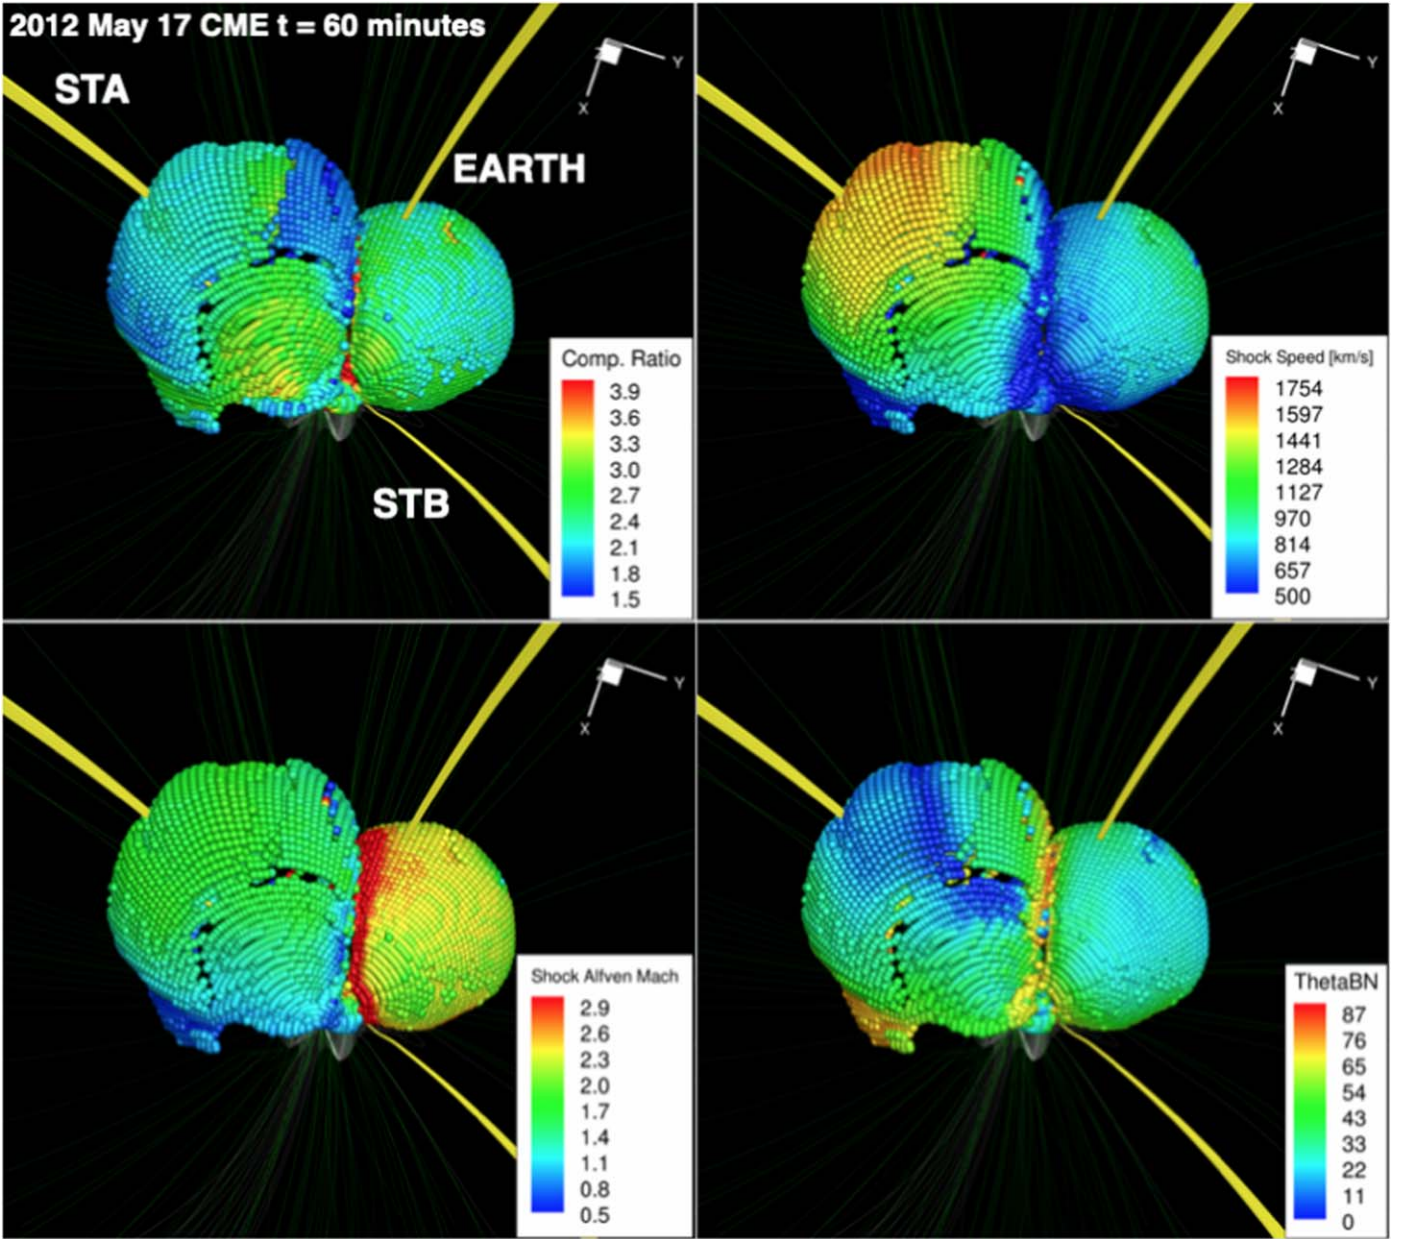 2012 May 17 CME t = 60 minutes
STA
EARTH
STB
Z
Y
X
Comp. Ratio
3.9
3.6
3.3
3.0
2.7
2.4
2.1
1.8
1.5
Z
Y
X
Shock Speed [km/s]
1754
1597
1441
1284
1127
970
814
657
500
Z
Y
X
Shock Alfven Mach
2.9
2.6
2.3
2.0
1.7
1.4
1.1
0.8
0.5
Z
Y
X
ThetaBN
87
76
65
54
43
33
22
11
0